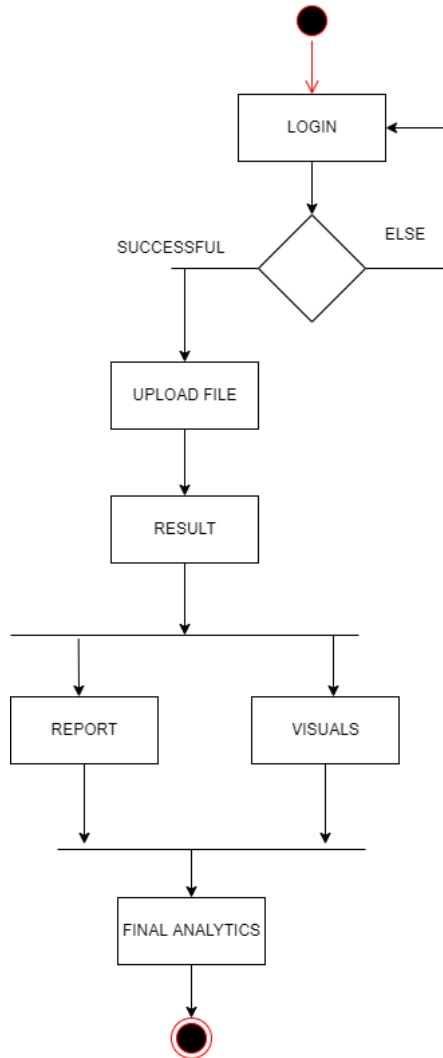 LOGIN
SUCCESSFUL
ELSE
UPLOAD FILE
RESULT
REPORT
VISUALS
FINAL ANALYTICS